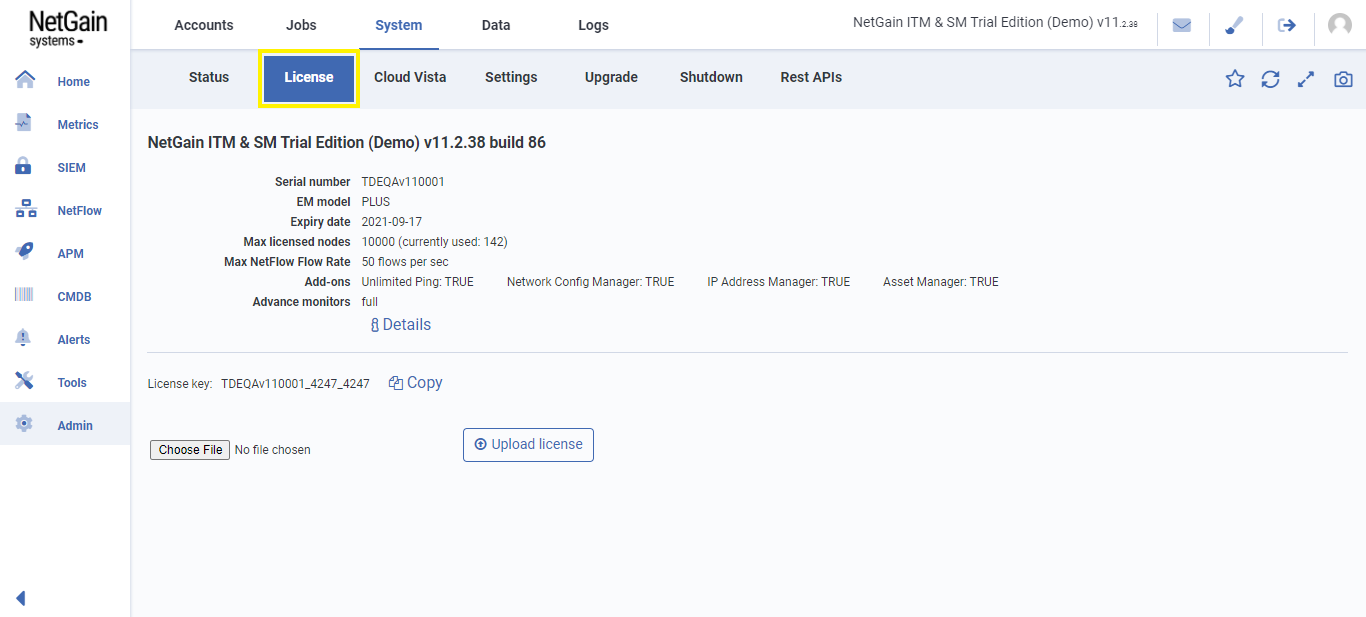 NetGain
systems
Accounts Jobs System Data Logs
NetGain ITM & SM Trial Edition (Demo) v11.2.38
Status License Cloud Vista Settings Upgrade Shutdown Rest APIs
Home
Metrics
SIEM
NetFlow
APM
CMDB
Alerts
Tools
Admin
NetGain ITM & SM Trial Edition (Demo) v11.2.38 build 86
Serial number TDEQAv110001
EM model PLUS
Expiry date 2021-09-17
Max licensed nodes 10000 (currently used: 142)
Max NetFlow Flow Rate 50 flows per sec
Add-ons Unlimited Ping: TRUE Network Config Manager: TRUE IP Address Manager: TRUE Asset Manager: TRUE
Advance monitors full
Details
License key: TDEQAv110001_4247_4247 Copy
Choose File No file chosen Upload license